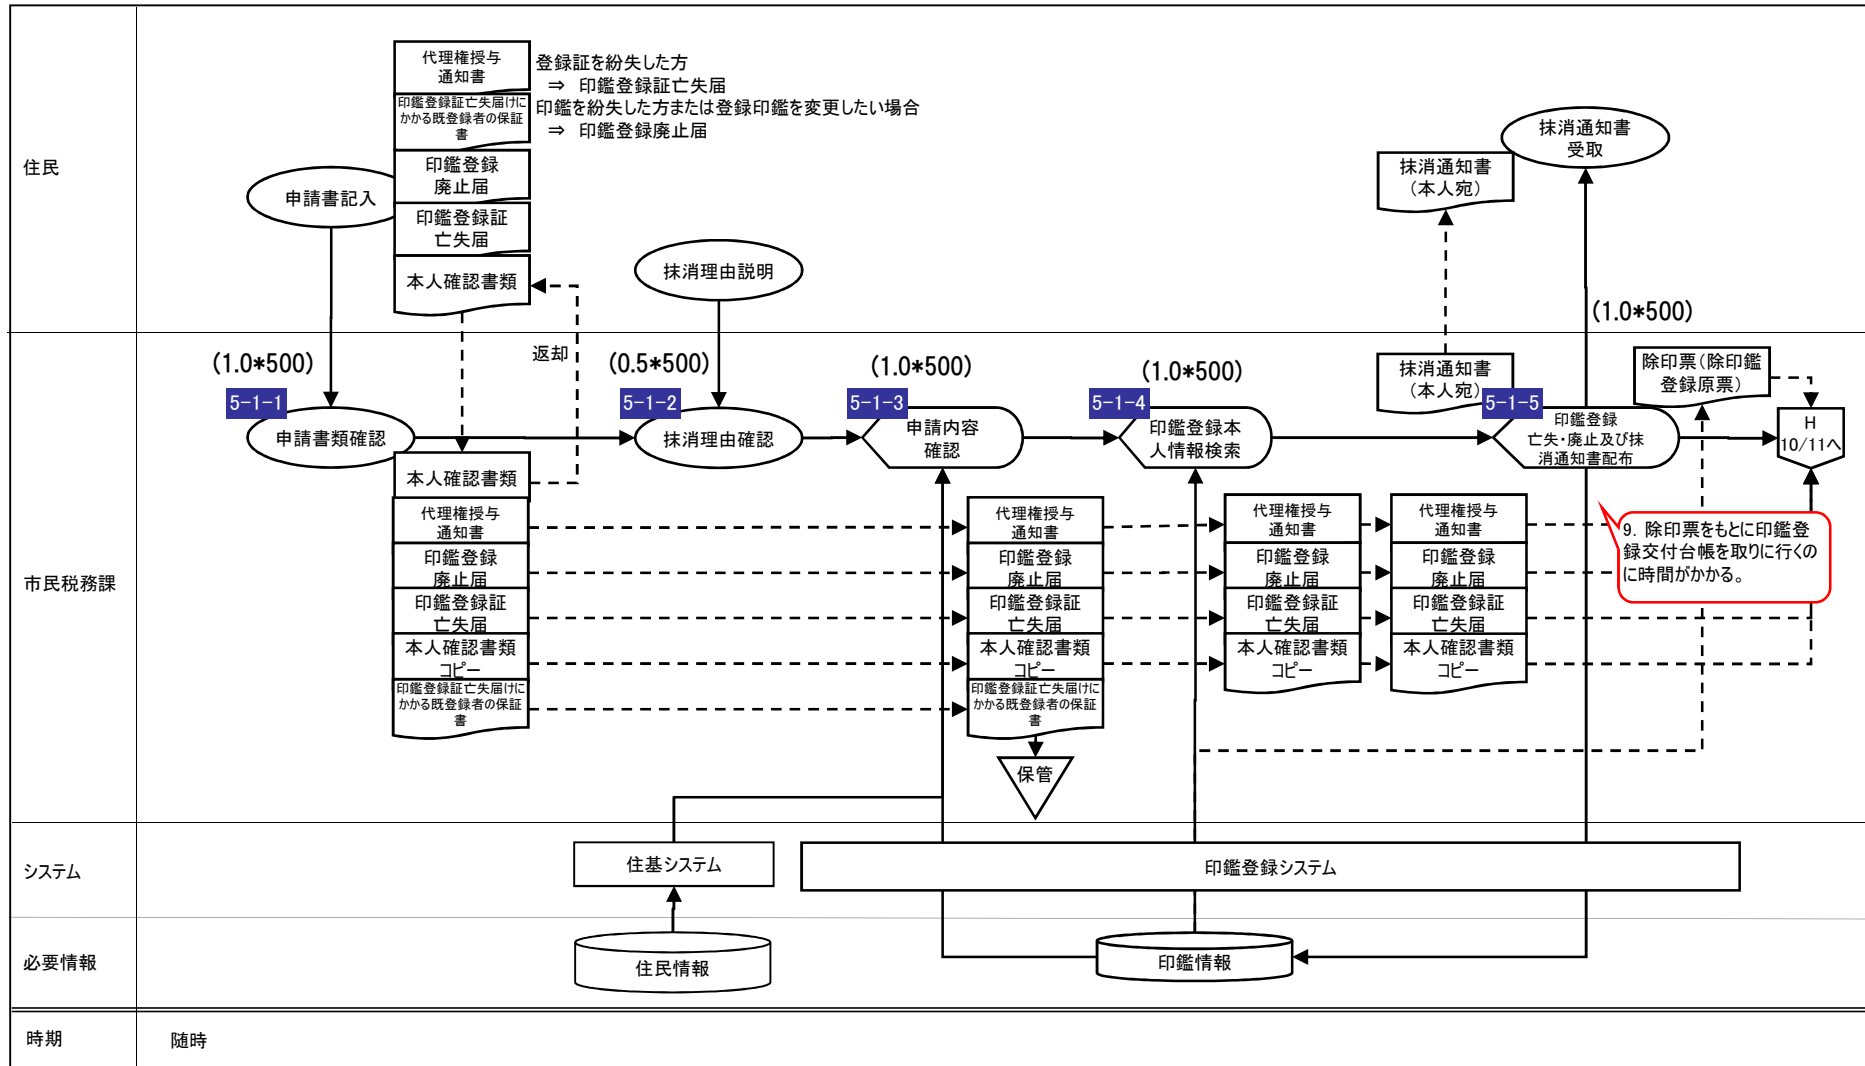 住民
代理権授与
通知書
印鑑登録証亡失届けに
かかる既登録者の保証
書
印鑑登録
廃止届
印鑑登録証
亡失届
本人確認書類
登録証を紛失した方
⇒ 印鑑登録証亡失届
印鑑を紛失した方または登録印鑑を変更したい場合
⇒ 印鑑登録廃止届
申請書記入
抹消理由説明
抹消通知書
(本人宛)
抹消通知書
受取
(1.0*500)
市民税務課
(1.0*500)
5-1-1
申請書類確認
返却
(0.5*500)
5-1-2
抹消理由確認
(1.0*500)
5-1-3
申請内容
確認
(1.0*500)
5-1-4
印鑑登録本
人情報検索
抹消通知書
(本人宛)
5-1-5
印鑑登録
亡失・廃止及び抹
消通知書配布
除印票(除印鑑
登録原票)
H
10/11へ
本人確認書類
代理権授与
通知書
印鑑登録
廃止届
印鑑登録証
亡失届
本人確認書類
コピー
印鑑登録証亡失届けに
かかる既登録者の保証
書
代理権授与
通知書
印鑑登録
廃止届
印鑑登録証
亡失届
本人確認書類
コピー
印鑑登録証亡失届けに
かかる既登録者の保証
書
保管
代理権授与
通知書
印鑑登録
廃止届
印鑑登録証
亡失届
本人確認書類
コピー
代理権授与
通知書
印鑑登録
廃止届
印鑑登録証
亡失届
本人確認書類
コピー
9. 除印票をもとに印鑑登
録交付台帳を取りに行くの
に時間がかかる。
システム
住基システム
印鑑登録システム
必要情報
住民情報
印鑑情報
時期
随時